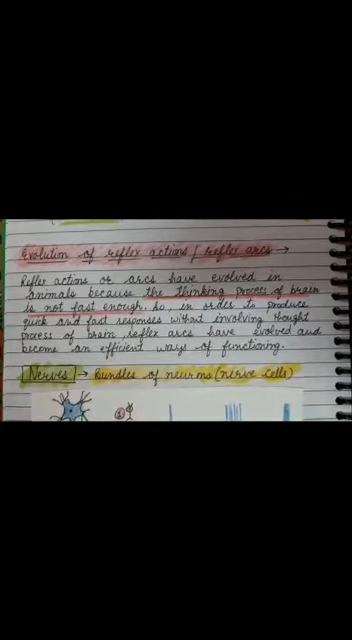 Evolution of reflex actions / reflex arcs →
Reflex actions or arcs have evolved in
animals because the thinking process of brain
is not fast enough. So, in order to produce
quick and fast responses without involving thought
process of brain, reflex arcs have evolved and
become an efficient ways of functioning.
Nerves → Bundles of neurons (nerve cells)
1